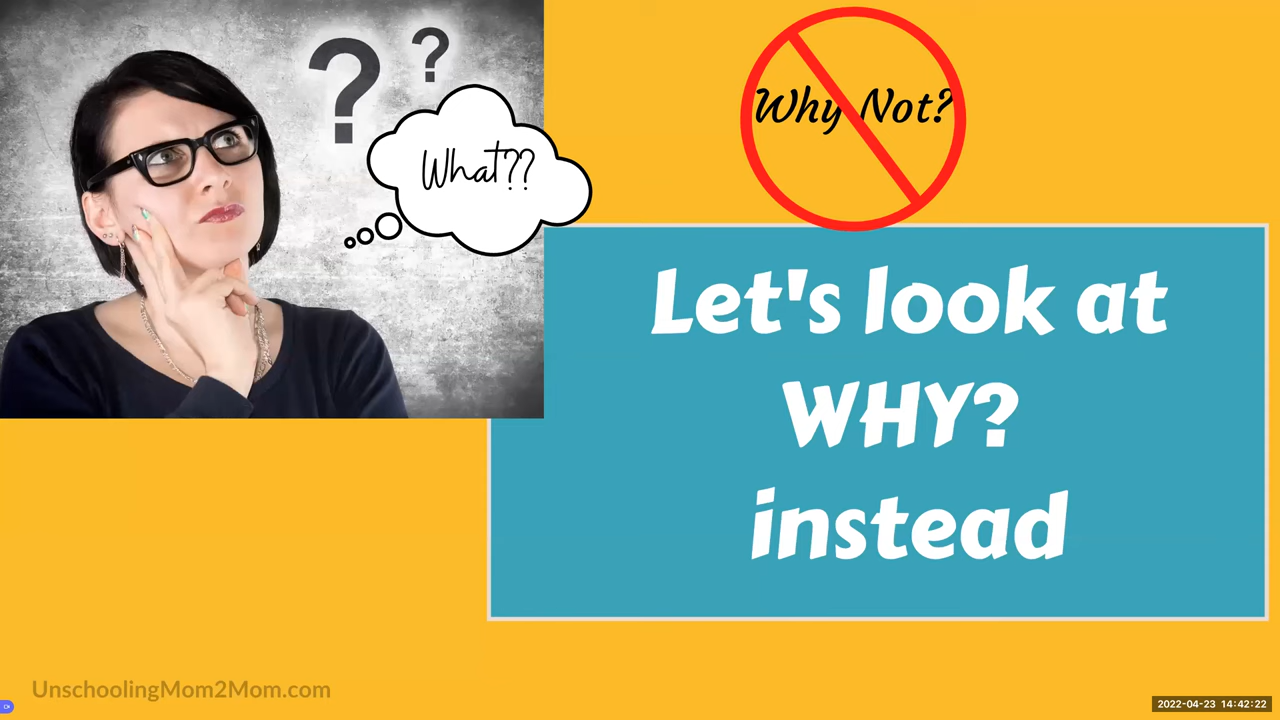 ? ?
What??
Why Not?
Let's look at
WHY?
instead
UnschoolingMom2Mom.com
2022-04-23 14:42:22